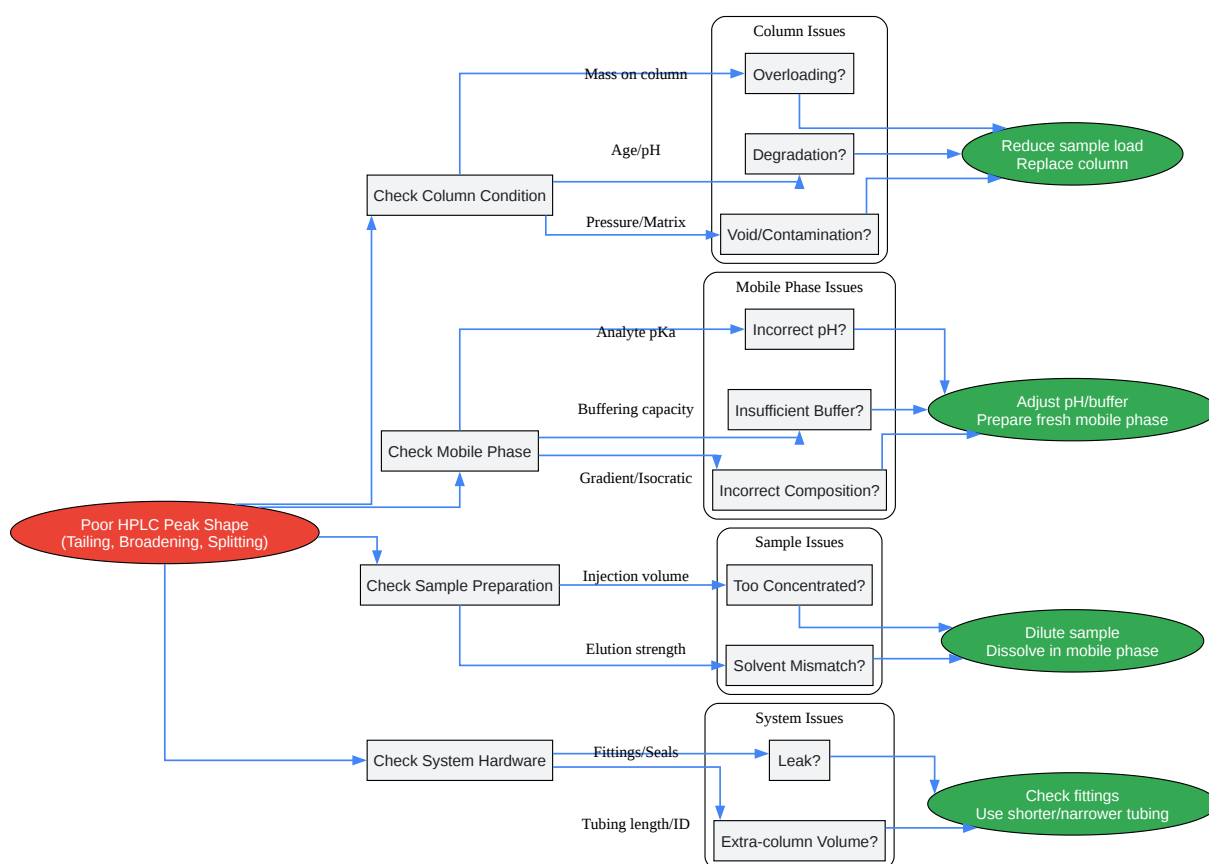 Column Issues
Mass on column
Overloading?
Age/pH
Degradation?
Reduce sample load
Replace column
Check Column Condition
Pressure/Matrix
Void/Contamination?
Mobile Phase Issues
Analyte pKa
Incorrect pH?
Buffering capacity
Insufficient Buffer?
Adjust pH/buffer
Prepare fresh mobile phase
Check Mobile Phase
Gradient/Isocratic
Incorrect Composition?
Poor HPLC Peak Shape
(Tailing, Broadening, Splitting)
Sample Issues
Check Sample Preparation
Injection volume
Too Concentrated?
Elution strength
Solvent Mismatch?
Dilute sample
Dissolve in mobile phase
System Issues
Check System Hardware
Fittings/Seals
Leak?
Tubing length/ID
Extra-column Volume?
Check fittings
Use shorter/narrower tubing